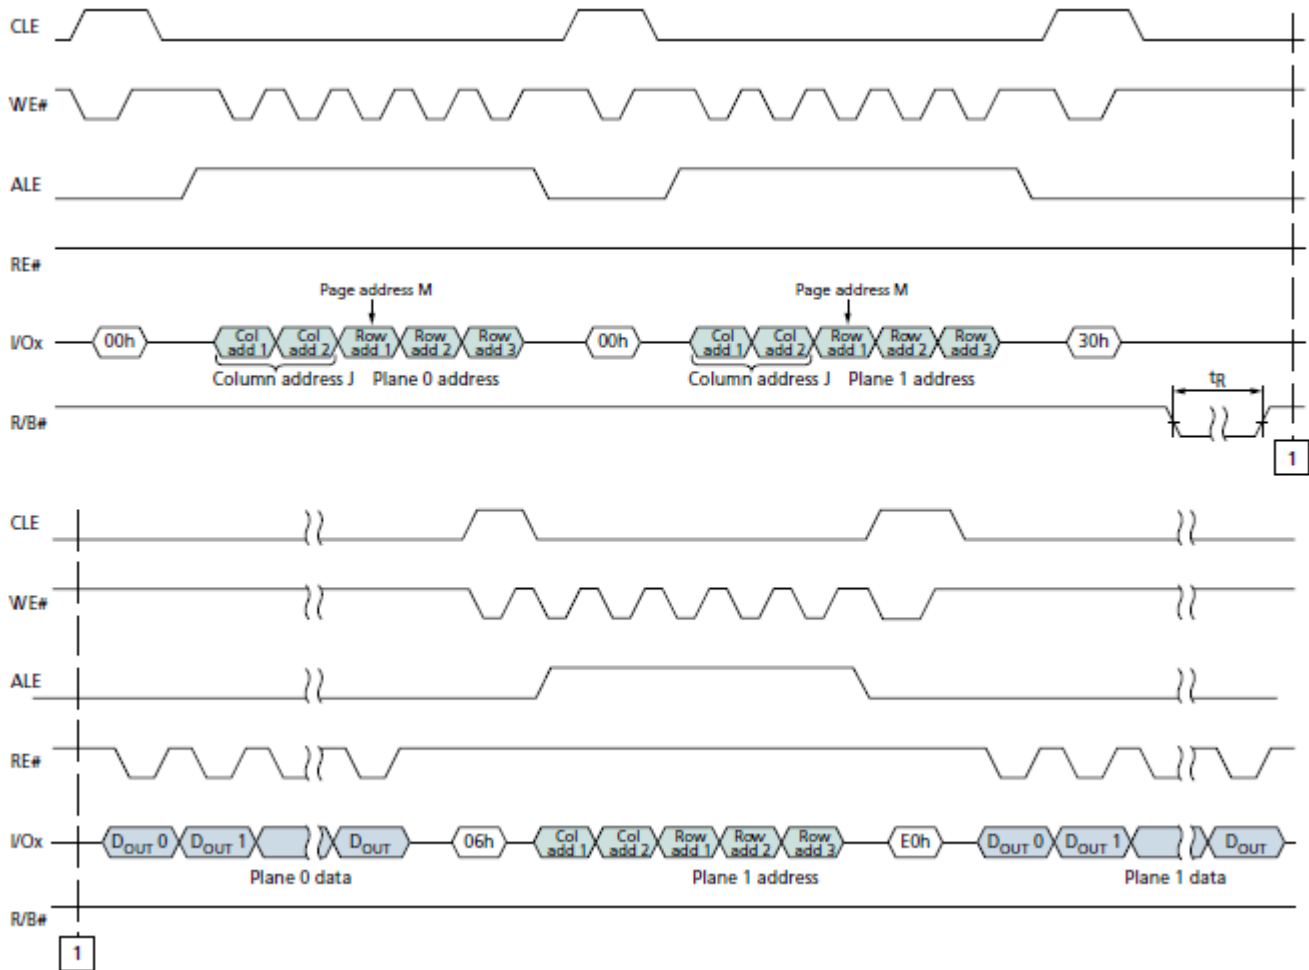 CLE
WE#
ALE
RE#
Page address M Page address M
I/Ox 00h Col add 1 Col add 2 Row add 1 Row add 2 Row add 3 00h Col add 1 Col add 2 Row add 1 Row add 2 Row add 3 30h
Column address J Plane 0 address Column address J Plane 1 address
tR
R/B#
1
CLE
WE#
ALE
RE#
I/Ox DOUT 0 DOUT 1 DOUT 06h Col add 1 Col add 2 Row add 1 Row add 2 Row add 3 E0h DOUT 0 DOUT 1 DOUT
Plane 0 data Plane 1 address Plane 1 data
R/B#
1